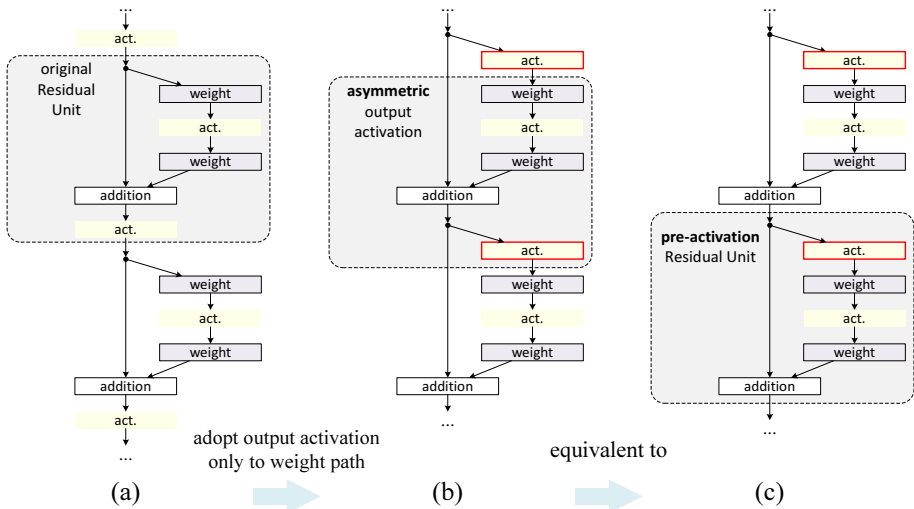 ...
act.
original
Residual
Unit
weight
act.
weight
addition
act.
weight
act.
weight
addition
act.
...
adopt output activation
only to weight path
(a)
...
act.
asymmetric
output
activation
weight
act.
weight
addition
act.
weight
act.
weight
addition
...
equivalent to
(b)
...
act.
weight
act.
weight
addition
pre-activation
Residual Unit
act.
weight
act.
weight
addition
...
(c)